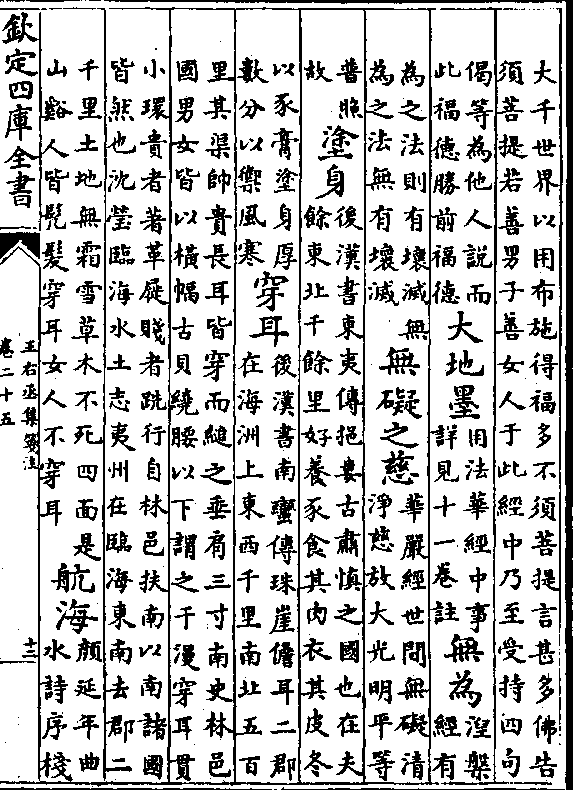 大千世界以用布施得福多不須菩提言甚多佛告
須菩提若善男子善女人于此經中乃至受持四句
偈等為他人說而
此福德勝前福德
大地墨
用法華經中事
詳見十一卷註
無為
涅槃
經有
為之法則有壞滅無
為之法無有壞滅
無礙之慈
華嚴經世間無礙清
淨慈放大光明平等
普照
故
塗身
後漢書東夷傳挹婁古肅慎之國也在夫
餘東北千餘里好養豕食其肉衣其皮冬
以豕膏塗身厚
數分以禦風寒
穿耳
後漢書南蠻傳珠崖儋耳二郡
在海洲上東西千里南北五百
里其渠帥貴長耳皆穿而縋之垂肩三寸南史林邑
國男女皆以橫幅古貝繞腰以下謂之干漫穿耳貫
小環貴者著革屣賤者跣行自林邑扶南以南諸國
皆然也沈瑩臨海水土志夷州在臨海東南去郡二
千里土地無霜雪草木不死四面是
山谿人皆髡髮穿耳女人不穿耳
航海
顏延年曲
水詩序棧
欽定四庫全書
王右丞集箋注
卷二十五
十二